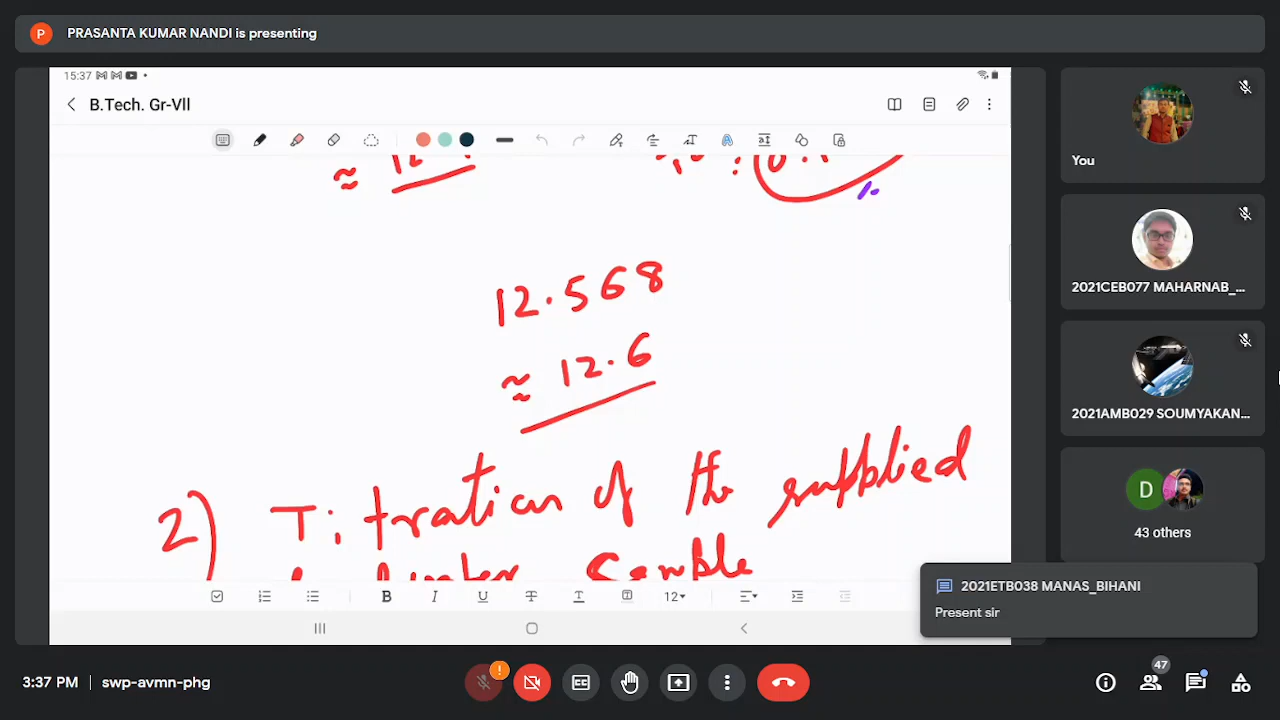 PRASANTA KUMAR NANDI is presenting
P
15:37
B.Tech. Gr-VII
12.568
≈ 12.6
2) Titration of the supplied
water Sample
12
You
2021CEB077 MAHARNAB_...
2021AMB029 SOUMYAKAN...
D
43 others
2021ETB038 MANAS_BIHANI
Present sir
3:37 PM | swp-avmn-phg
47